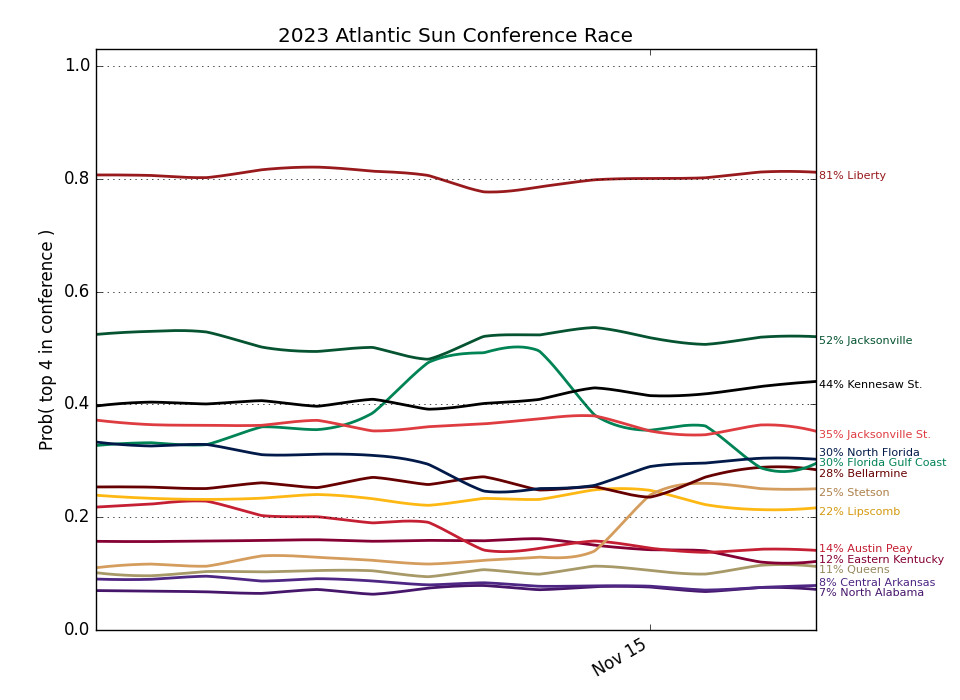 2023 Atlantic Sun Conference Race
Prob( top 4 in conference )
1.0
0.8
0.6
0.4
0.2
0.0
Nov 15
81% Liberty
52% Jacksonville
44% Kennesaw St.
35% Jacksonville St.
30% North Florida
30% Florida Gulf Coast
28% Bellarmine
25% Stetson
22% Lipscomb
14% Austin Peay
12% Eastern Kentucky
11% Queens
8% Central Arkansas
7% North Alabama